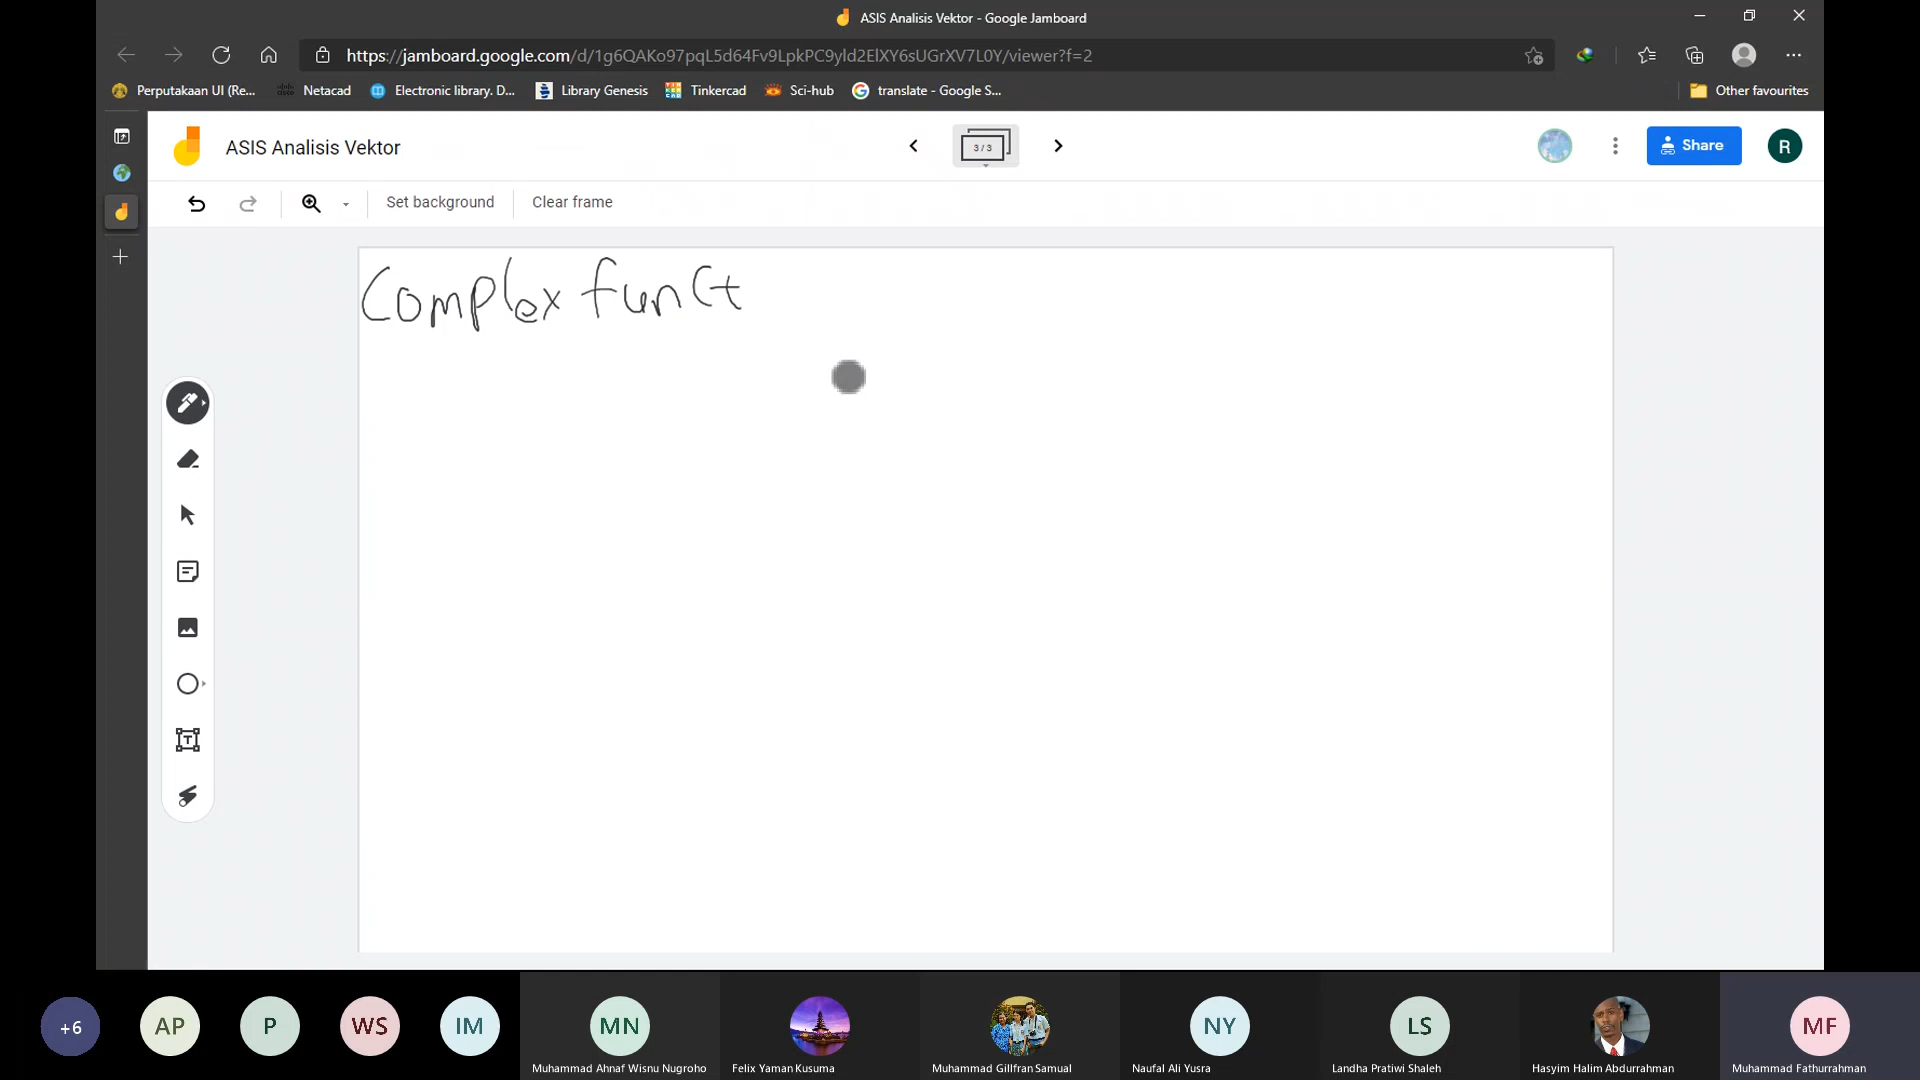 ASIS Analisis Vektor - Google Jamboard
https://jamboard.google.com/d/1g6QAKo97pqL5d64Fv9LpkPC9yld2ElXY6sUGrXV7L0Y/viewer?f=2
Perputakaan UI (Re...
cisco
Netacad
Electronic library. D...
Library Genesis
Tinkercad
Sci-hub
translate - Google S...
Other favourites
ASIS Analisis Vektor
3 / 3
Share
R
Set background
Clear frame
Complex funct
+6
AP
P
WS
IM
MN
NY
LS
MF
Muhammad Ahnaf Wisnu Nugroho
Felix Yaman Kusuma
Muhammad Gillfran Samual
Naufal Ali Yusra
Landha Pratiwi Shaleh
Hasyim Halim Abdurrahman
Muhammad Fathurrahman